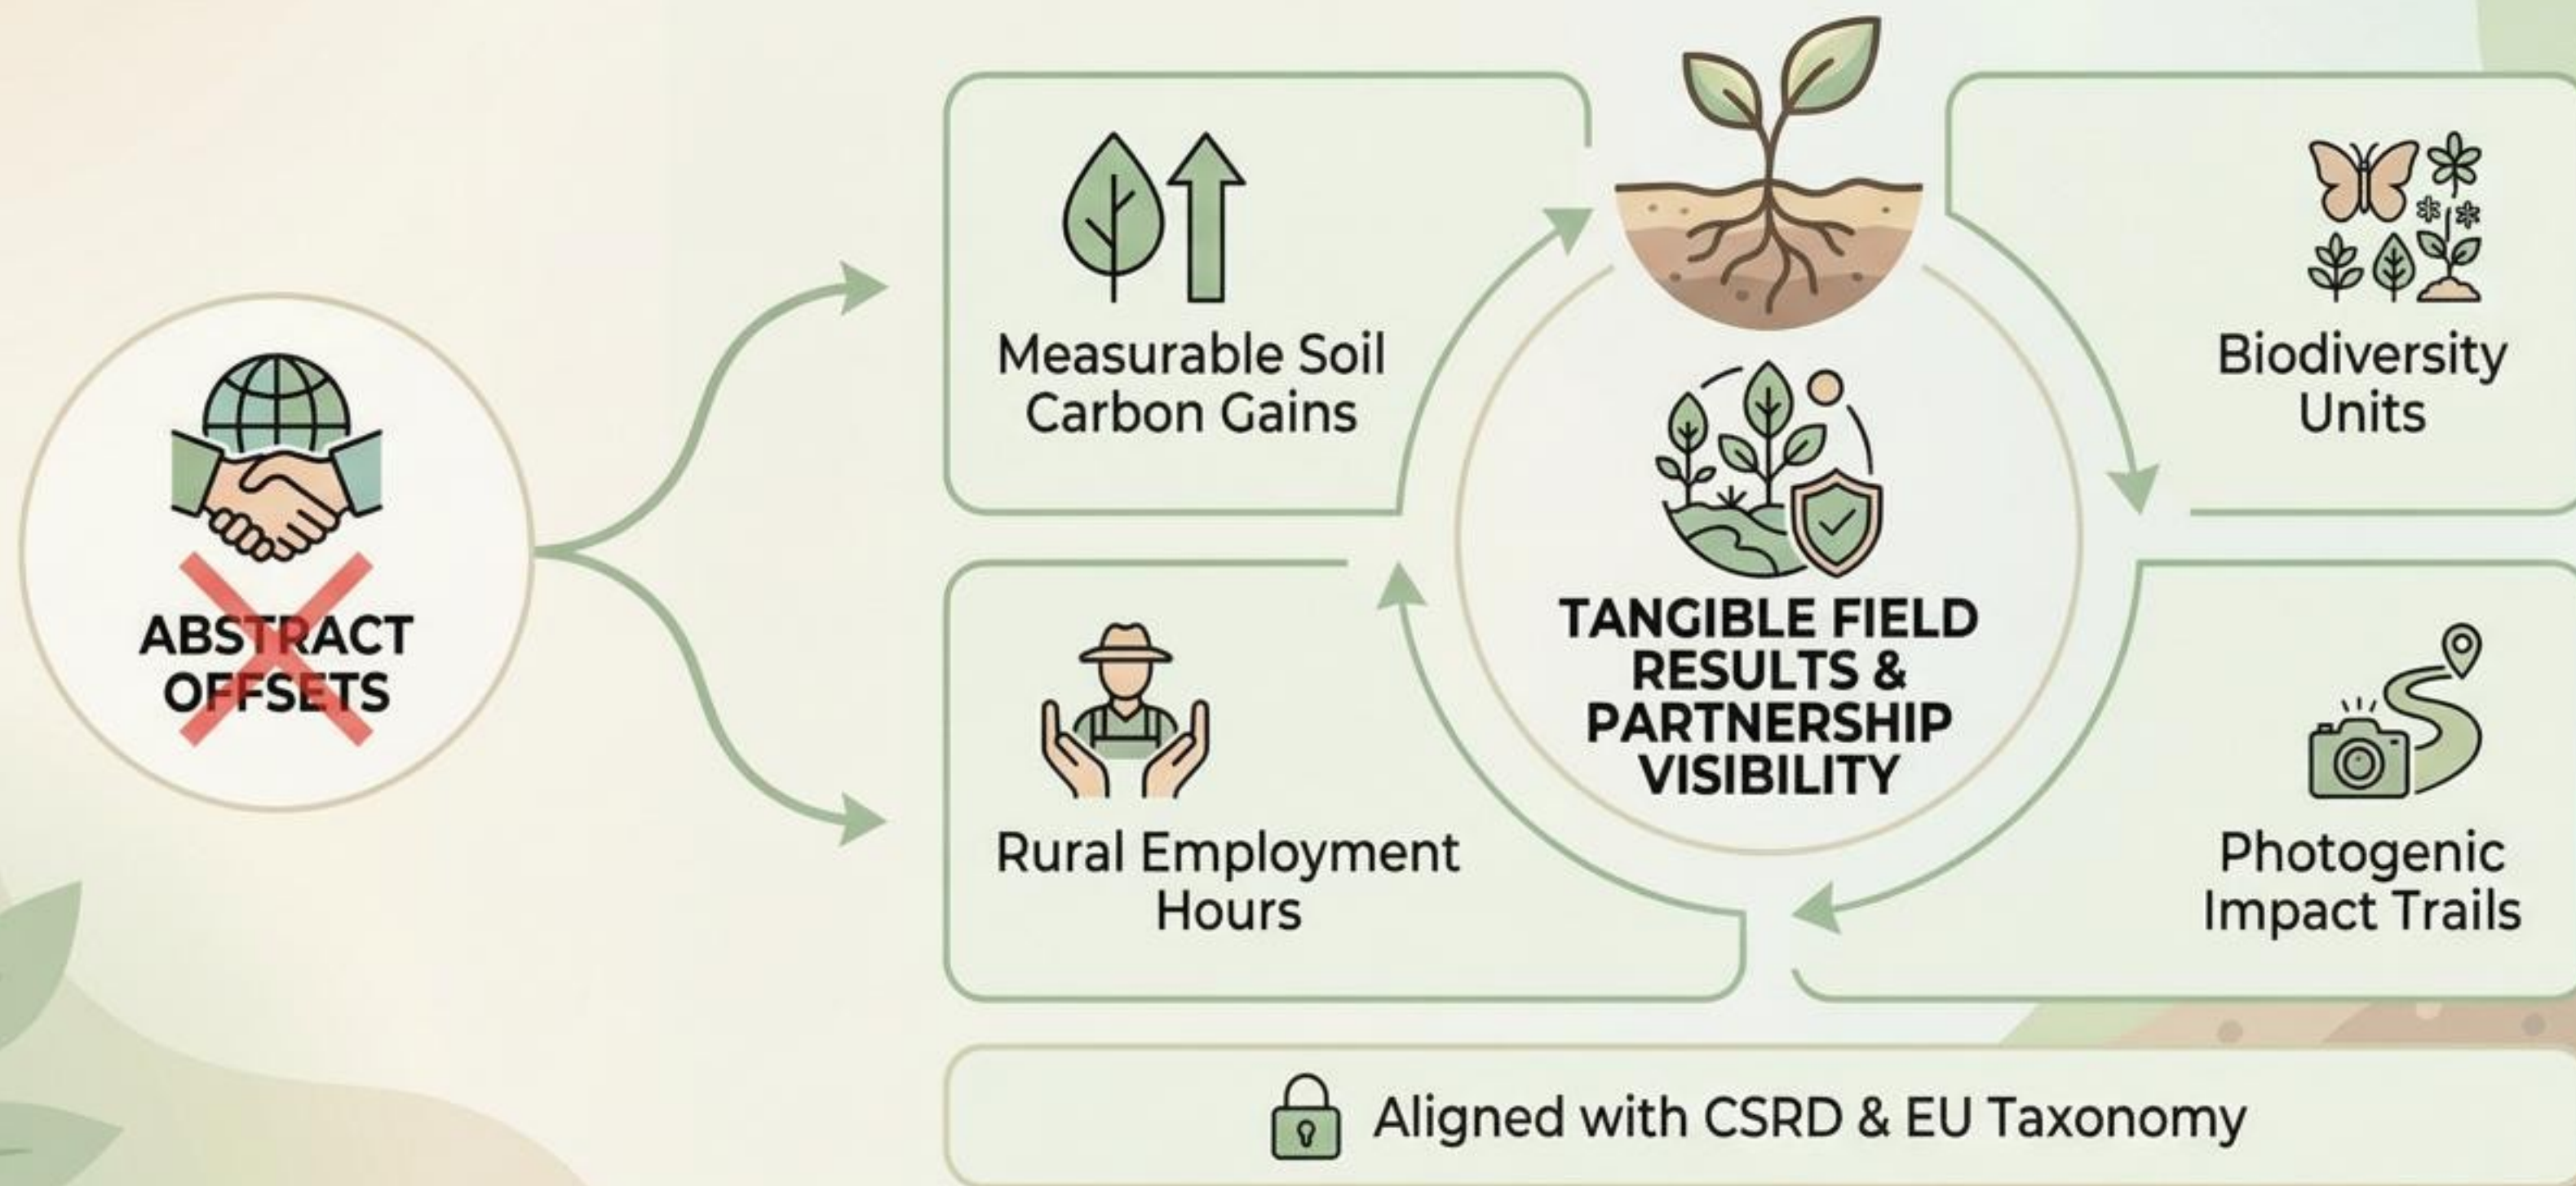 ABSTRACT
OFFSETS
Measurable Soil
Carbon Gains
Biodiversity
Units
TANGIBLE FIELD
RESULTS &
PARTNERSHIP
VISIBILITY
Rural Employment
Hours
Photogenic
Impact Trails
Aligned with CSRD & EU Taxonomy